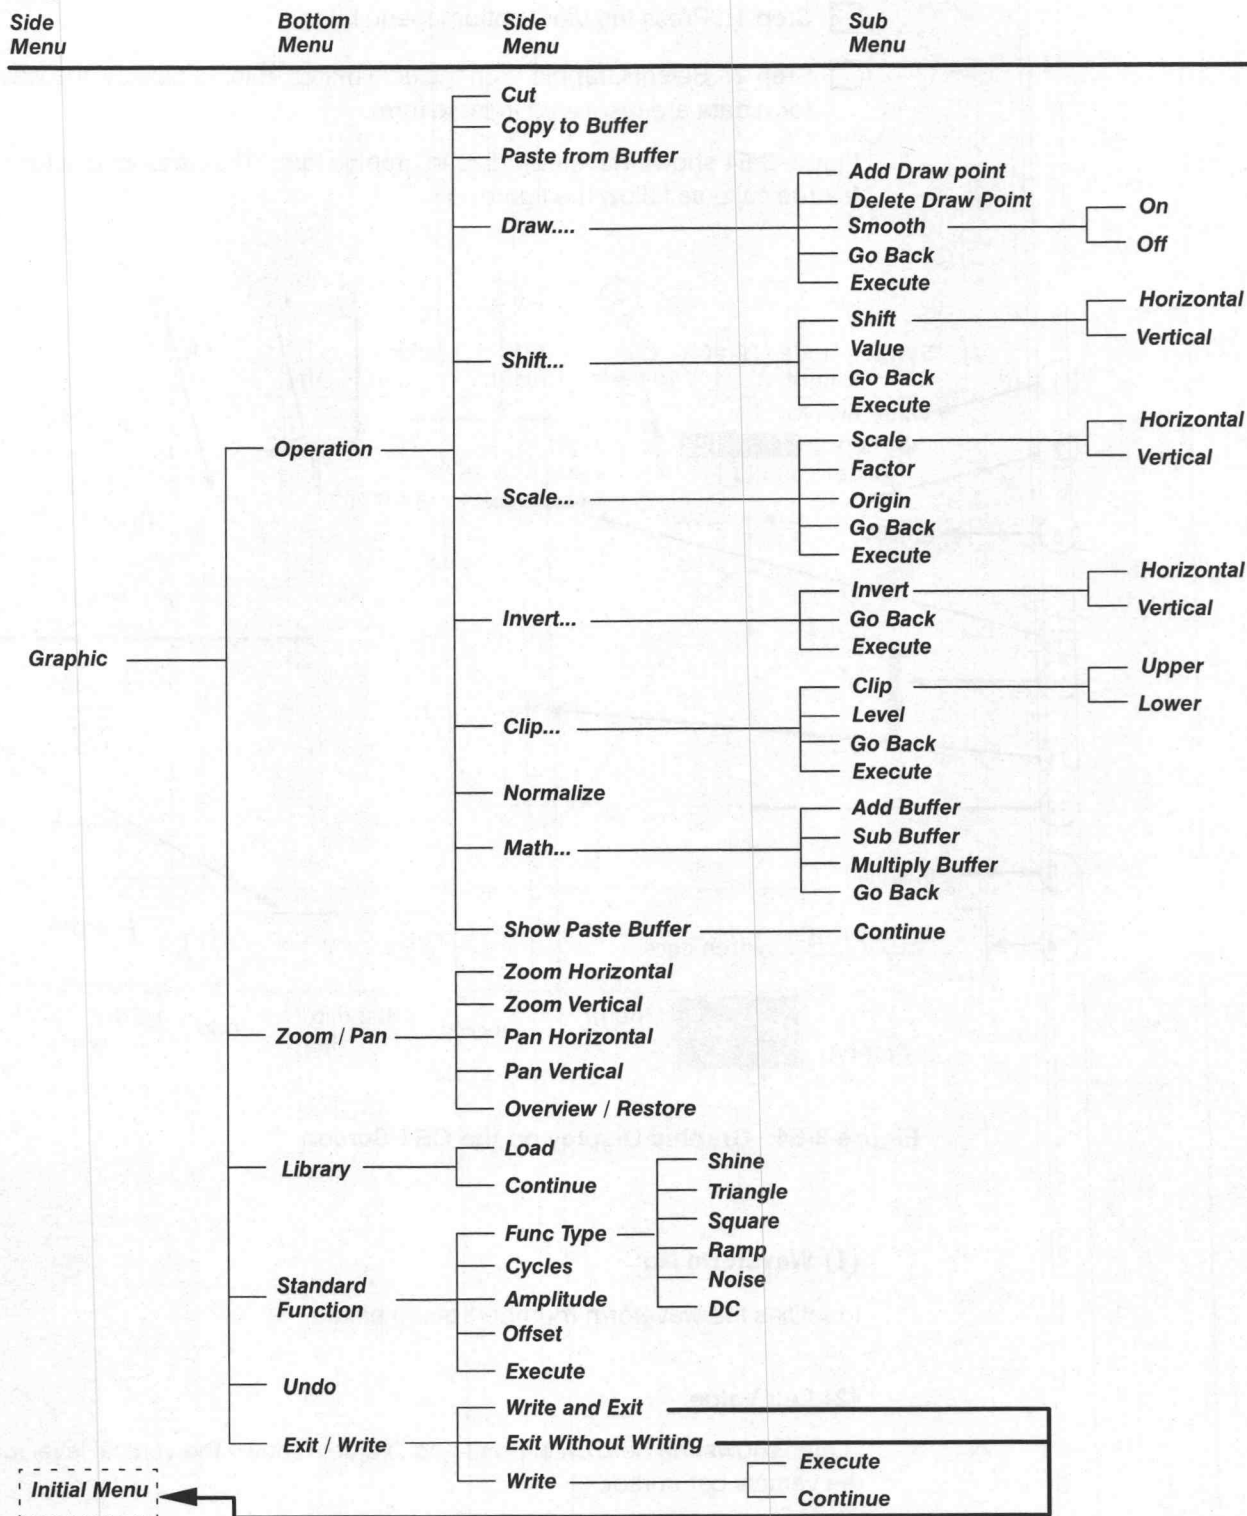 Side Menu
Bottom Menu
Side Menu
Sub Menu
Cut
Copy to Buffer
Paste from Buffer
Draw....
Add Draw point
Delete Draw Point
Smooth
On
Off
Go Back
Execute
Shift...
Shift
Horizontal
Vertical
Value
Go Back
Execute
Operation
Scale...
Scale
Horizontal
Vertical
Factor
Origin
Go Back
Execute
Invert...
Invert
Horizontal
Vertical
Go Back
Execute
Graphic
Clip...
Clip
Upper
Lower
Level
Go Back
Execute
Normalize
Math...
Add Buffer
Sub Buffer
Multiply Buffer
Go Back
Show Paste Buffer
Continue
Zoom / Pan
Zoom Horizontal
Zoom Vertical
Pan Horizontal
Pan Vertical
Overview / Restore
Library
Load
Continue
Standard
Function
Func Type
Shine
Triangle
Square
Ramp
Noise
DC
Cycles
Amplitude
Offset
Execute
Undo
Exit / Write
Write and Exit
Exit Without Writing
Write
Execute
Continue
Initial Menu